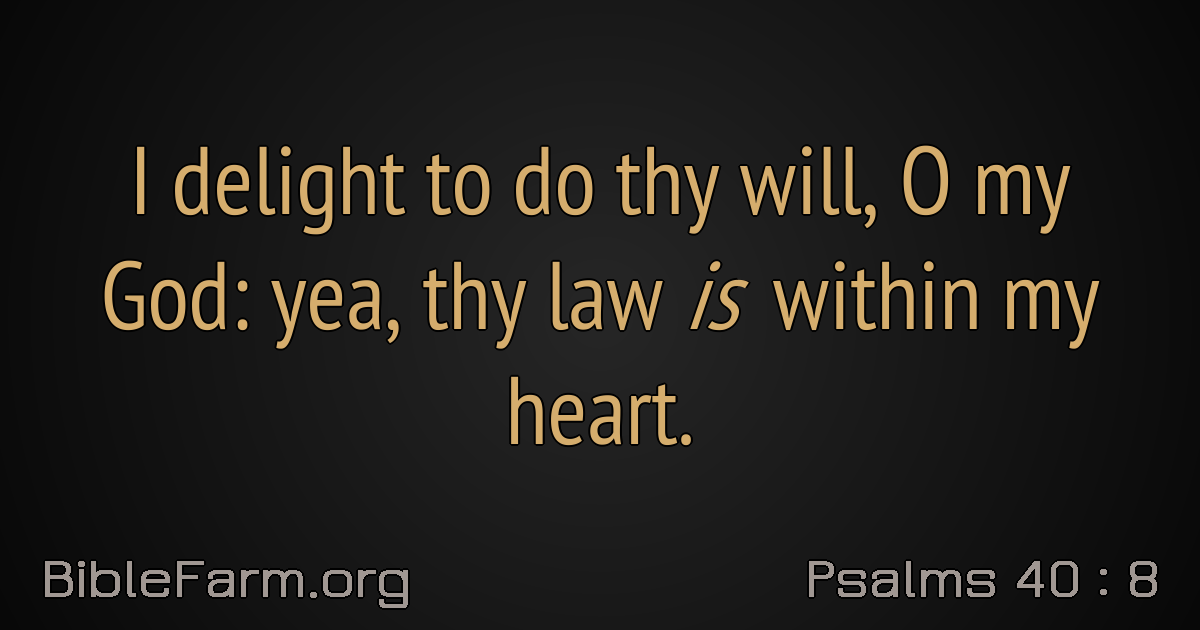 I delight to do thy will, O my
God: yea, thy law is within my
heart.
BibleFarm.org
Psalms 40 : 8